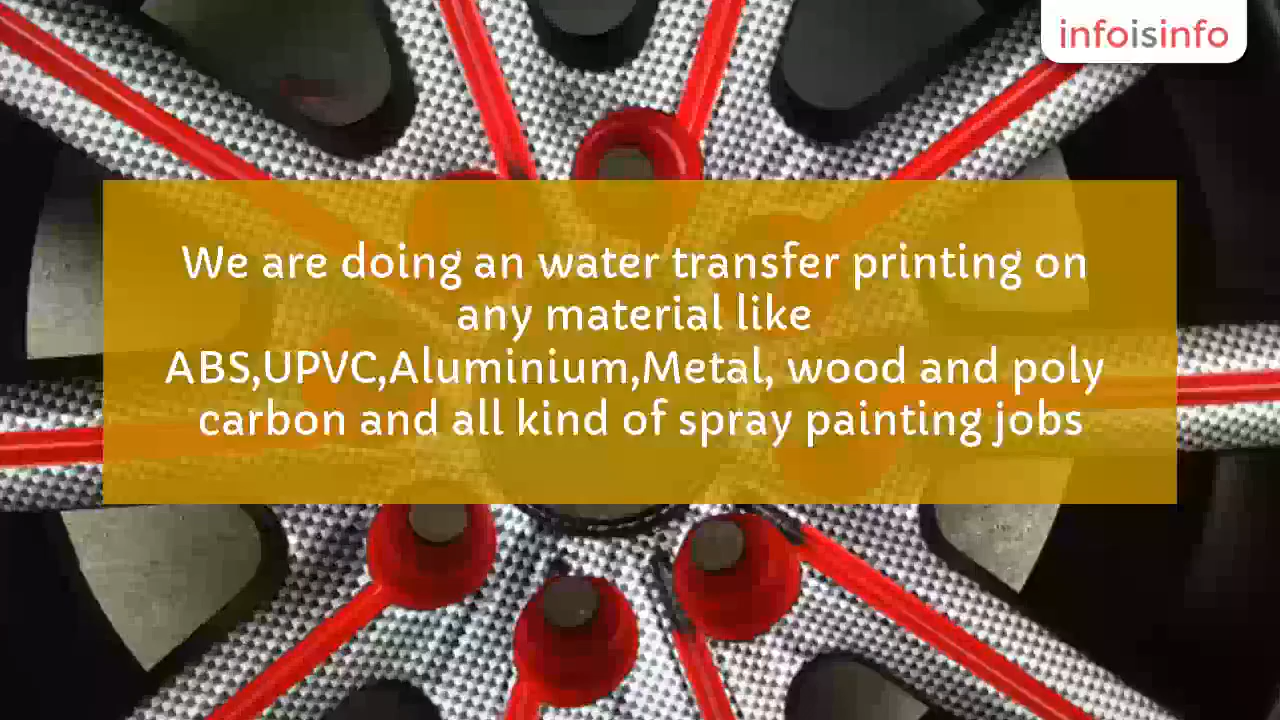 infoisinfo
We are doing an water transfer printing on
any material like
ABS,UPVC,Aluminium,Metal, wood and poly
carbon and all kind of spray painting jobs